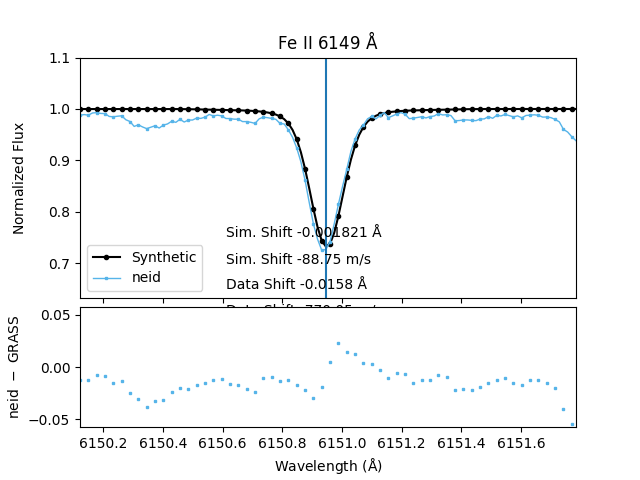 Fe II 6149 Å
1.1
1.0
0.9
0.8
0.7
Normalized Flux
Synthetic
neid
Sim. Shift -0.001821 Å
Sim. Shift -88.75 m/s
Data Shift -0.0158 Å
0.05
0.00
−0.05
neid − GRASS
6150.2 6150.4 6150.6 6150.8 6151.0 6151.2 6151.4 6151.6
Wavelength (Å)